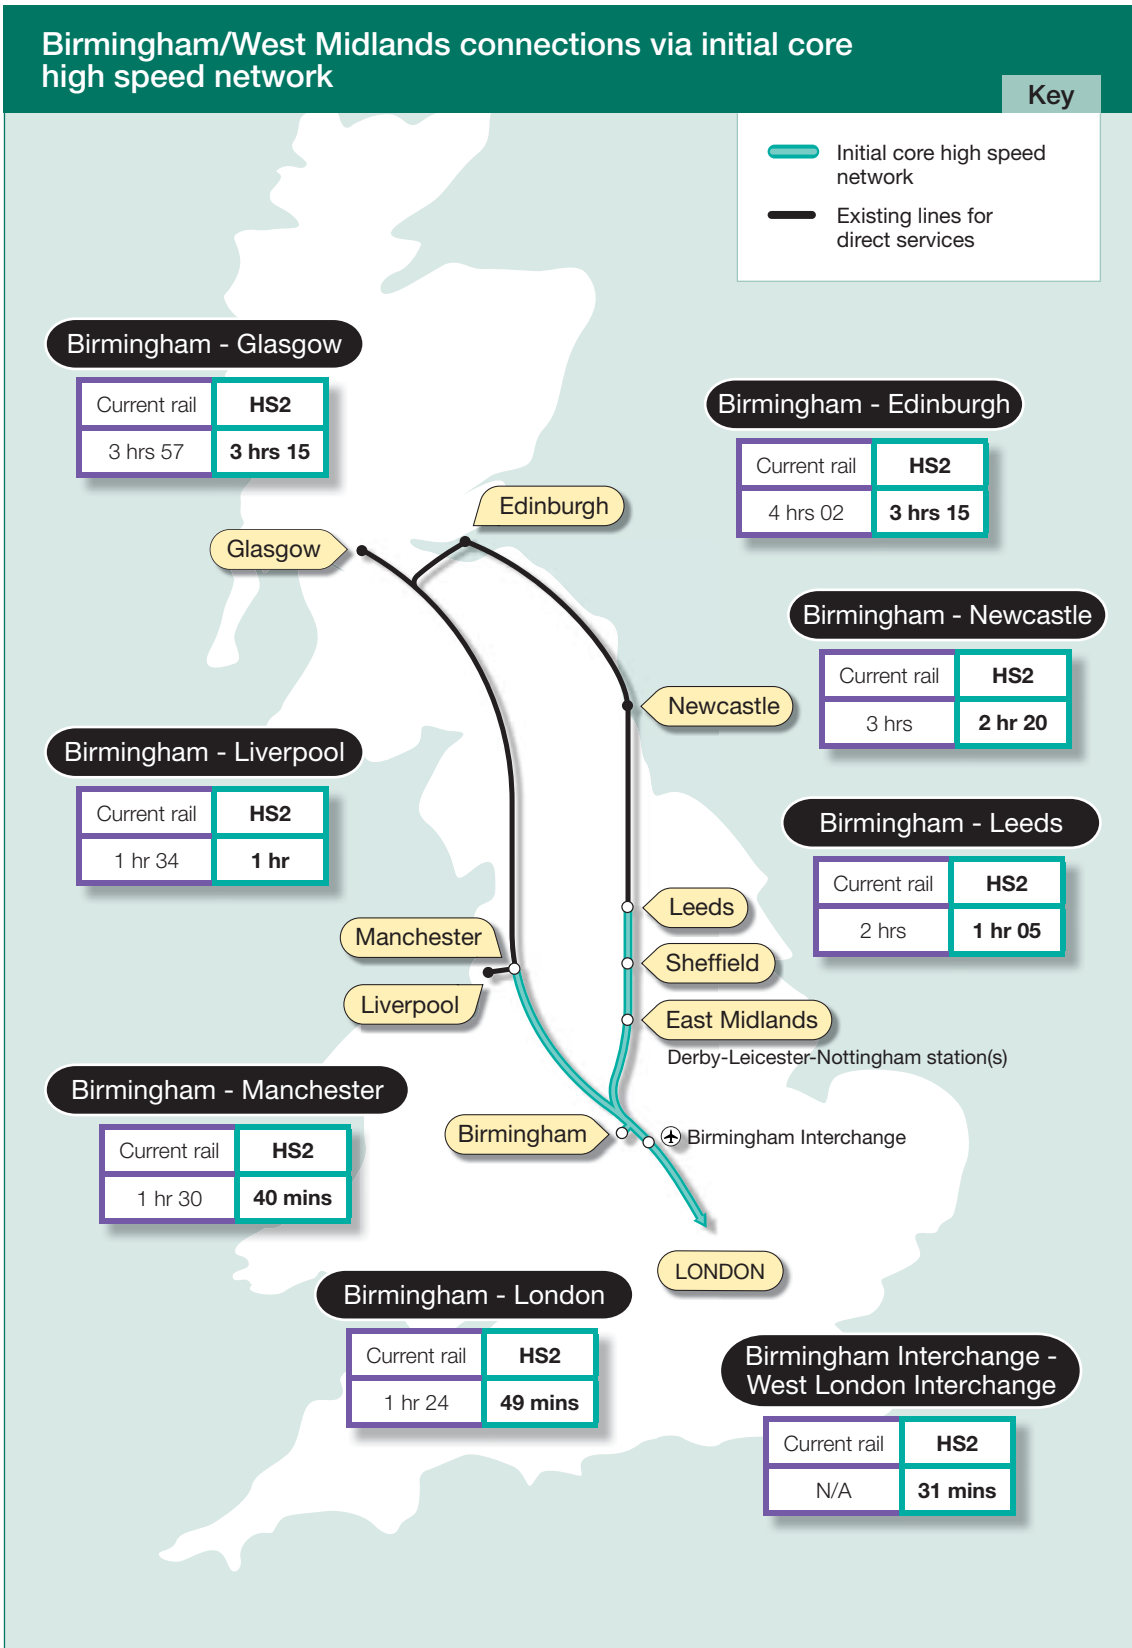 Birmingham/West Midlands connections via initial core
high speed network
Key
Initial core high speed
network
Existing lines for
direct services
Birmingham - Glasgow
Current rail HS2
3 hrs 57 3 hrs 15
Birmingham - Edinburgh
Current rail HS2
4 hrs 02 3 hrs 15
Edinburgh
Glasgow
Birmingham - Newcastle
Current rail HS2
3 hrs 2 hr 20
Newcastle
Birmingham - Liverpool
Current rail HS2
1 hr 34 1 hr
Birmingham - Leeds
Current rail HS2
2 hrs 1 hr 05
Leeds
Manchester
Sheffield
Liverpool
East Midlands
Derby-Leicester-Nottingham station(s)
Birmingham - Manchester
Current rail HS2
1 hr 30 40 mins
Birmingham
Birmingham Interchange
LONDON
Birmingham - London
Current rail HS2
1 hr 24 49 mins
Birmingham Interchange -
West London Interchange
Current rail HS2
N/A 31 mins